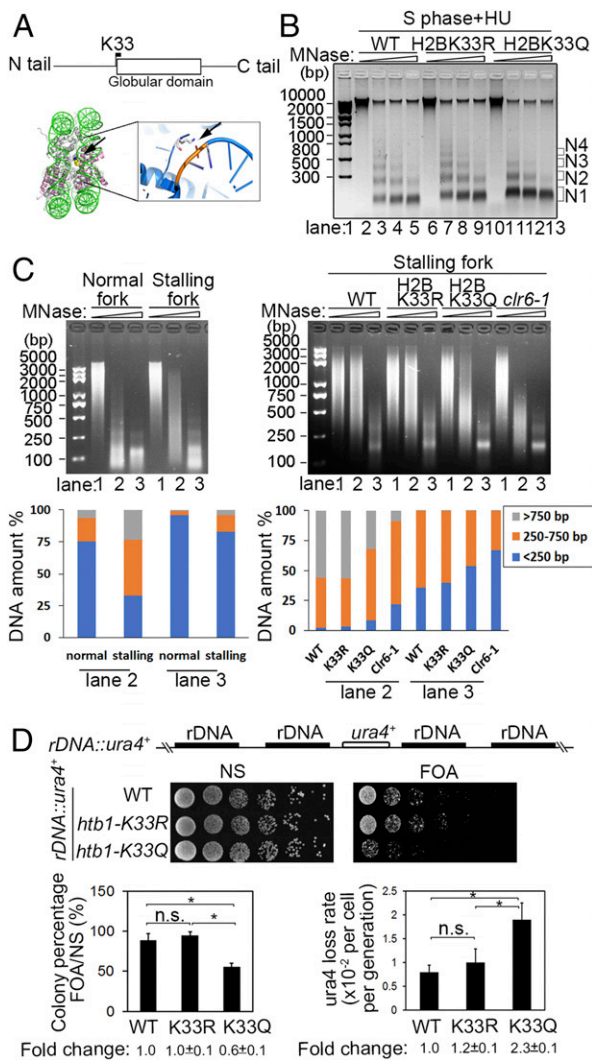 A
K33
N tail
C tail
Globular domain
B
S phase+HU
WT H2BK33R H2BK33Q
MNase:
(bp)
10000
2000
1500
1000
800
500
300
N4
N3
N2
N1
lane: 1 2 3 4 5 6 7 8 9 10 11 12 13
C
Normal fork
Stalling fork
MNase:
(bp)
5000
3000
2000
1000
750
500
250
100
lane: 1 2 3 1 2 3
Stalling fork
WT H2B K33R H2B K33Q clr6-1
MNase:
(bp)
5000
3000
2000
1000
750
500
250
100
lane: 1 2 3 1 2 3 1 2 3 1 2 3
DNA amount %
100
75
50
25
0
normal stalling normal stalling
lane 2 lane 3
DNA amount %
100
75
50
25
0
WT K33R K33Q Clr6-1 WT K33R K33Q Clr6-1
lane 2 lane 3
>750 bp
250-750 bp
<250 bp
D
rDNA rDNA ura4+ rDNA rDNA
rDNA::ura4+
NS FOA
rDNA::ura4+
WT
htb1-K33R
htb1-K33Q
Colony percentage
FOA/NS (%)
150
100
50
0
*
n.s. *
WT K33R K33Q
Fold change: 1.0 1.0±0.1 0.6±0.1
ura4 loss rate
(x10-2 per cell
per generation)
2.5
2
1.5
1
0.5
0
*
*
n.s.
WT K33R K33Q
Fold change: 1.0 1.2±0.1 2.3±0.1